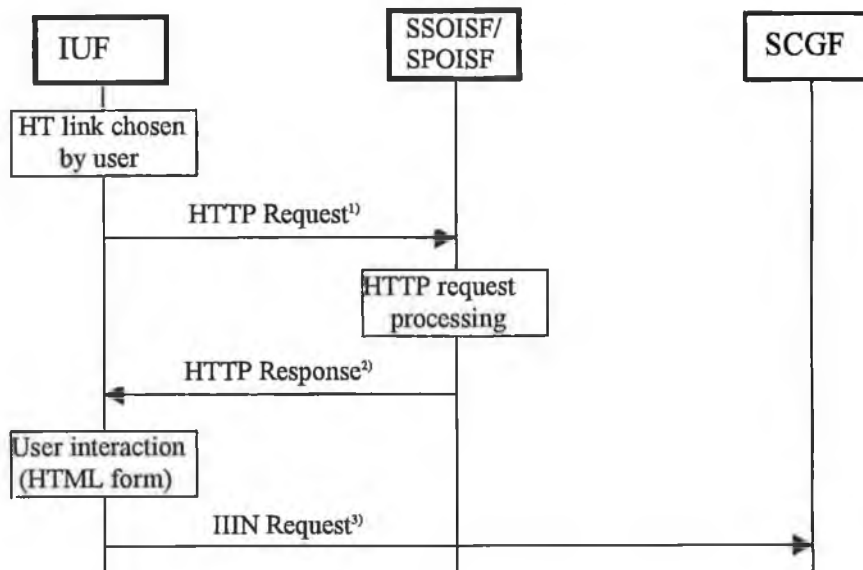 IUF
SSOISF/
SPOISF
SCGF
HT link chosen
by user
HTTP Request¹⁾
HTTP request
processing
HTTP Response²⁾
User interaction
(HTML form)
IIIN Request³⁾